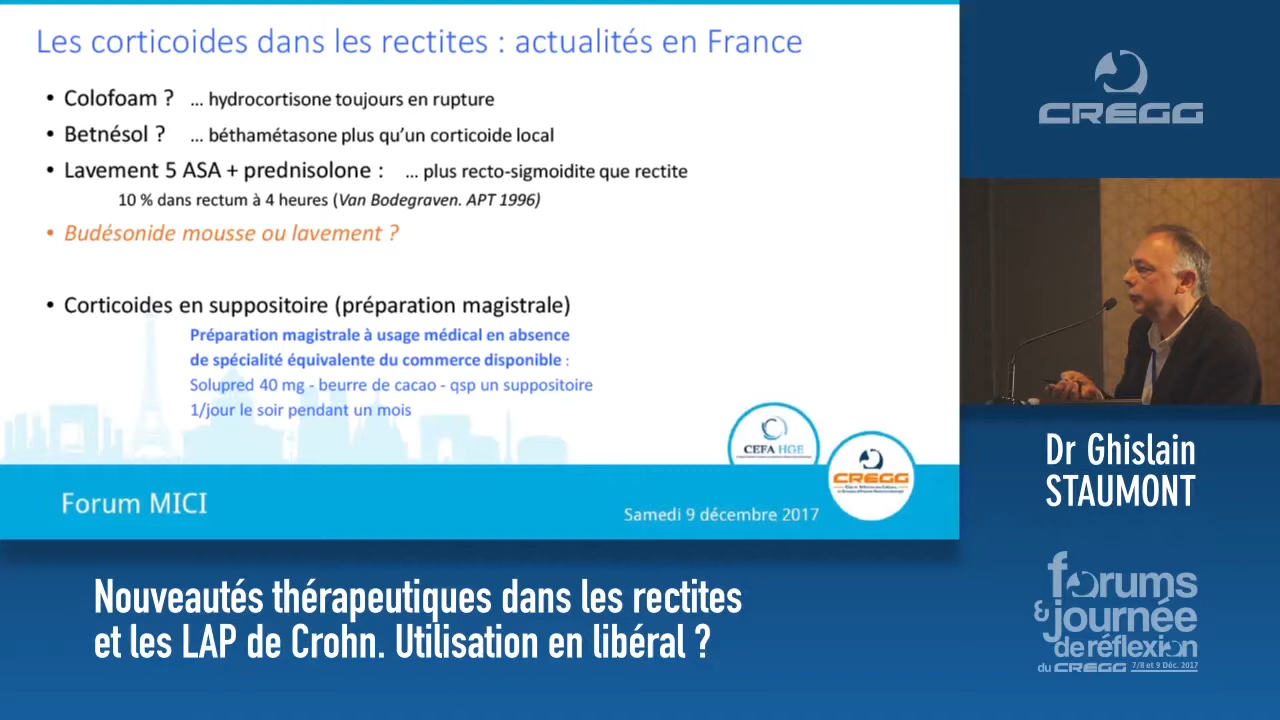 Les corticoides dans les rectites : actualités en France
• Colofoam ? ... hydrocortisone toujours en rupture
• Betnésol ? ... béthamétasone plus qu'un corticoide local
• Lavement 5 ASA + prednisolone : ... plus recto-sigmoidite que rectite
10 % dans rectum à 4 heures (Van Bodegraven. APT 1996)
• Budésonide mousse ou lavement ?
• Corticoides en suppositoire (préparation magistrale)
Préparation magistrale à usage médical en absence
de spécialité équivalente du commerce disponible :
Solupred 40 mg - beurre de cacao - qsp un suppositoire
1/jour le soir pendant un mois
CEFA HGE
CREGG
Forum MICI
Samedi 9 décembre 2017
CREGG
Dr Ghislain
STAUMONT
Nouveautés thérapeutiques dans les rectites
et les LAP de Crohn. Utilisation en libéral ?
forums
& journée
de réflexion
du CREGG 7/8 et 9 Déc. 2017